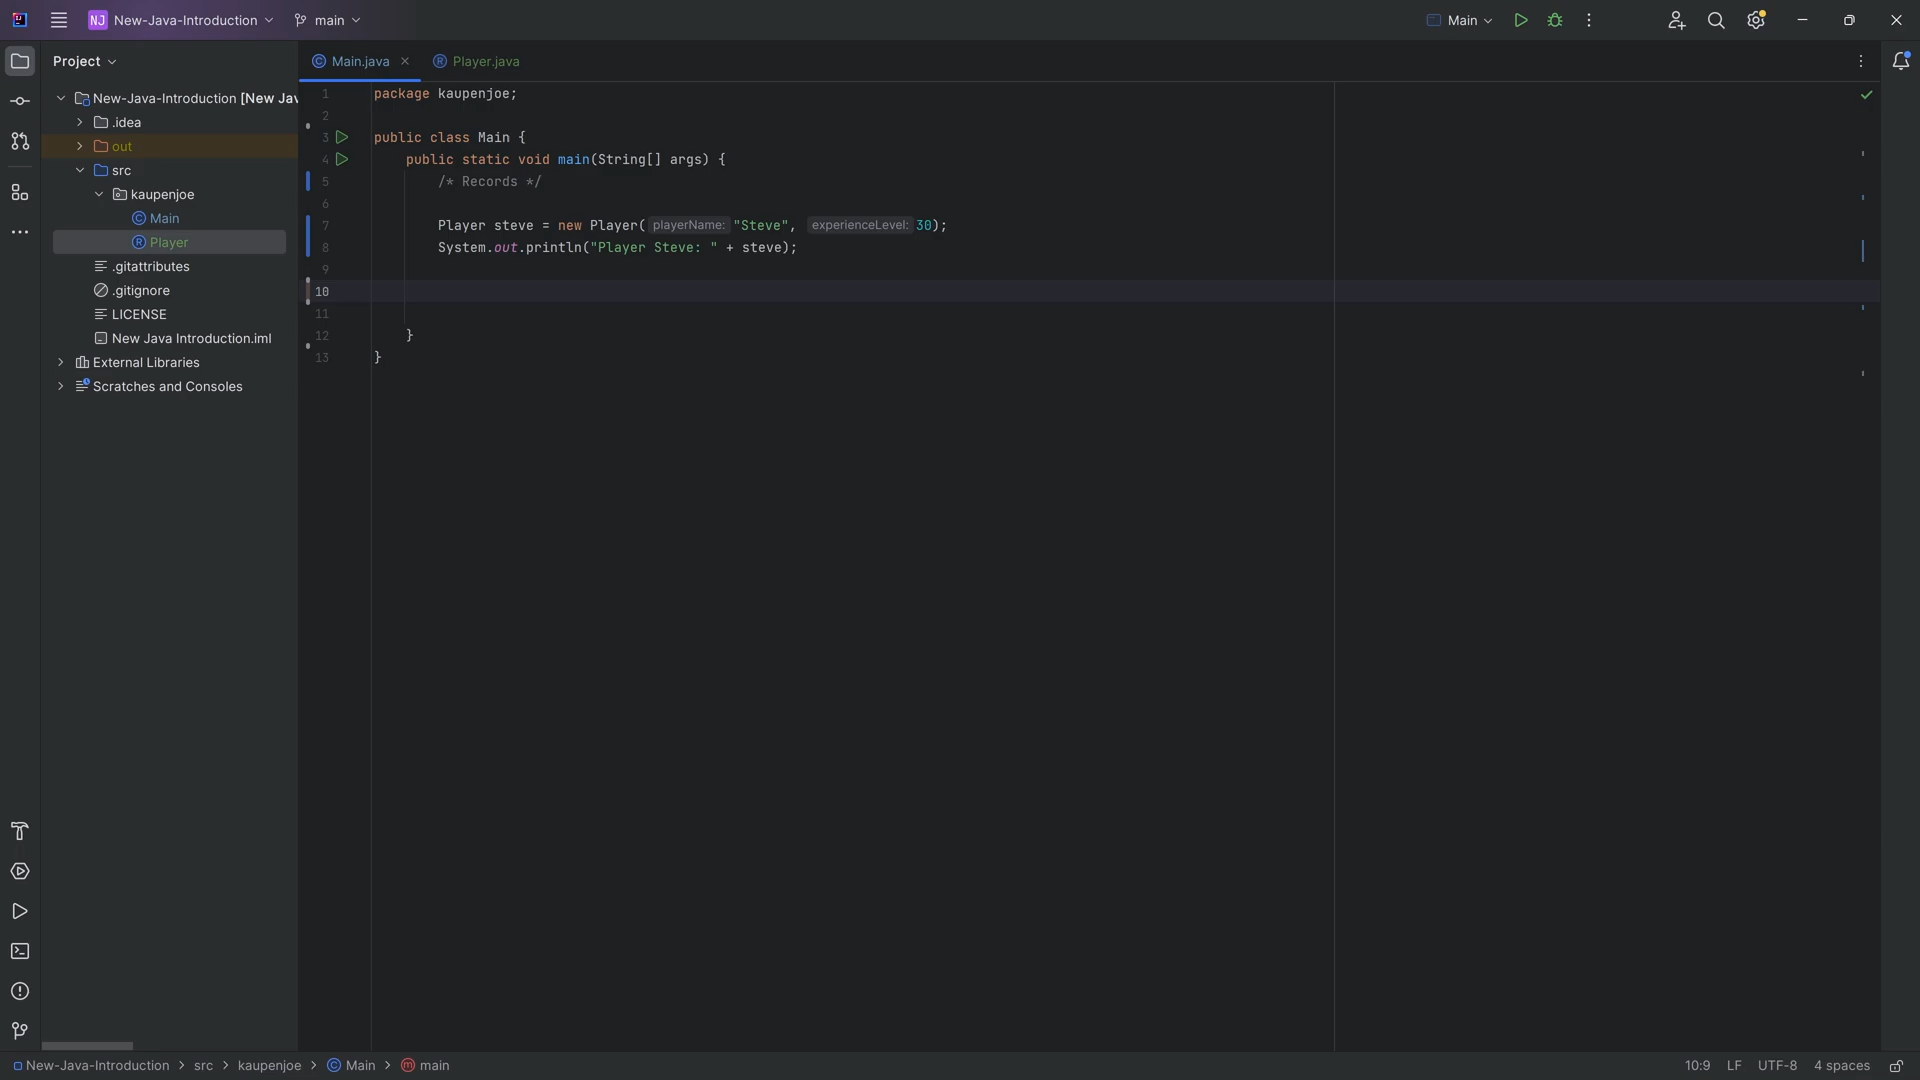 NJ New-Java-Introduction main
Main
Project
Main.java Player.java
New-Java-Introduction [New Jav
.idea
out
src
kaupenjoe
Main
Player
.gitattributes
.gitignore
LICENSE
New Java Introduction.iml
External Libraries
Scratches and Consoles
1 package kaupenjoe;
2
3 public class Main {
4 public static void main(String[] args) {
5 /* Records */
6
7 Player steve = new Player( playerName: "Steve", experienceLevel: 30);
8 System.out.println("Player Steve: " + steve);
9
10
11
12 }
13 }
New-Java-Introduction > src > kaupenjoe > Main > main
10:9 LF UTF-8 4 spaces